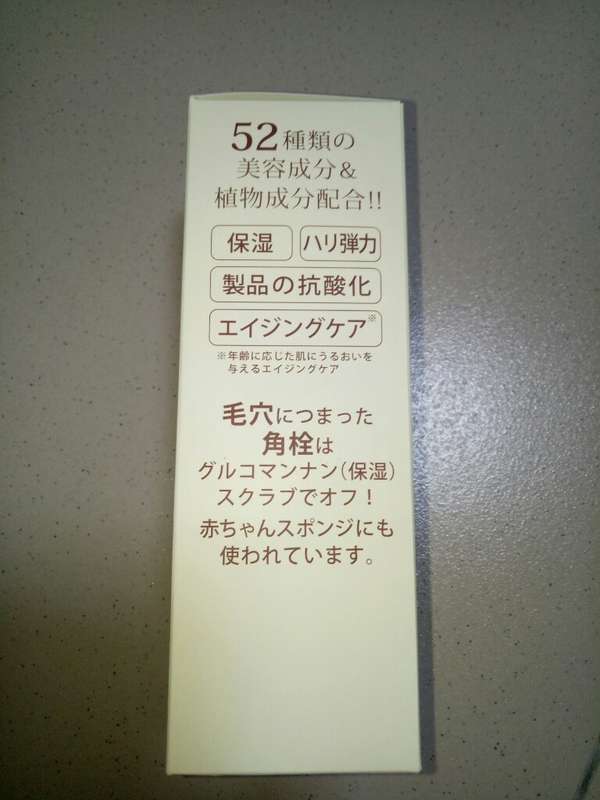 52種類の
美容成分&
植物成分配合!!
保湿 ハリ弾力
製品の抗酸化
エイジングケア※
※年齢に応じた肌にうるおいを
与えるエイジングケア
毛穴につまった
角栓は
グルコマンナン(保湿)
スクラブでオフ!
赤ちゃんスポンジにも
使われています。